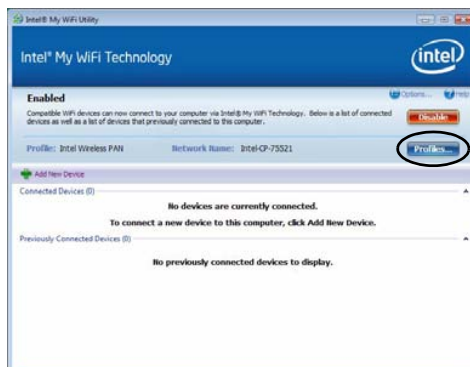 Intel® My WiFi Utility
Intel® My WiFi Technology
intel
Options... Help
Enabled
Compatible WiFi devices can now connect to your computer via Intel® My WiFi Technology. Below is a list of connected
devices as well as a list of devices that previously connected to this computer.
Disable
Profile: Intel Wireless PAN Network Name: Intel-CP-75521
Profiles...
Add New Device
Connected Devices (0)
No devices are currently connected.
To connect a new device to this computer, click Add New Device.
Previously Connected Devices (0)
No previously connected devices to display.